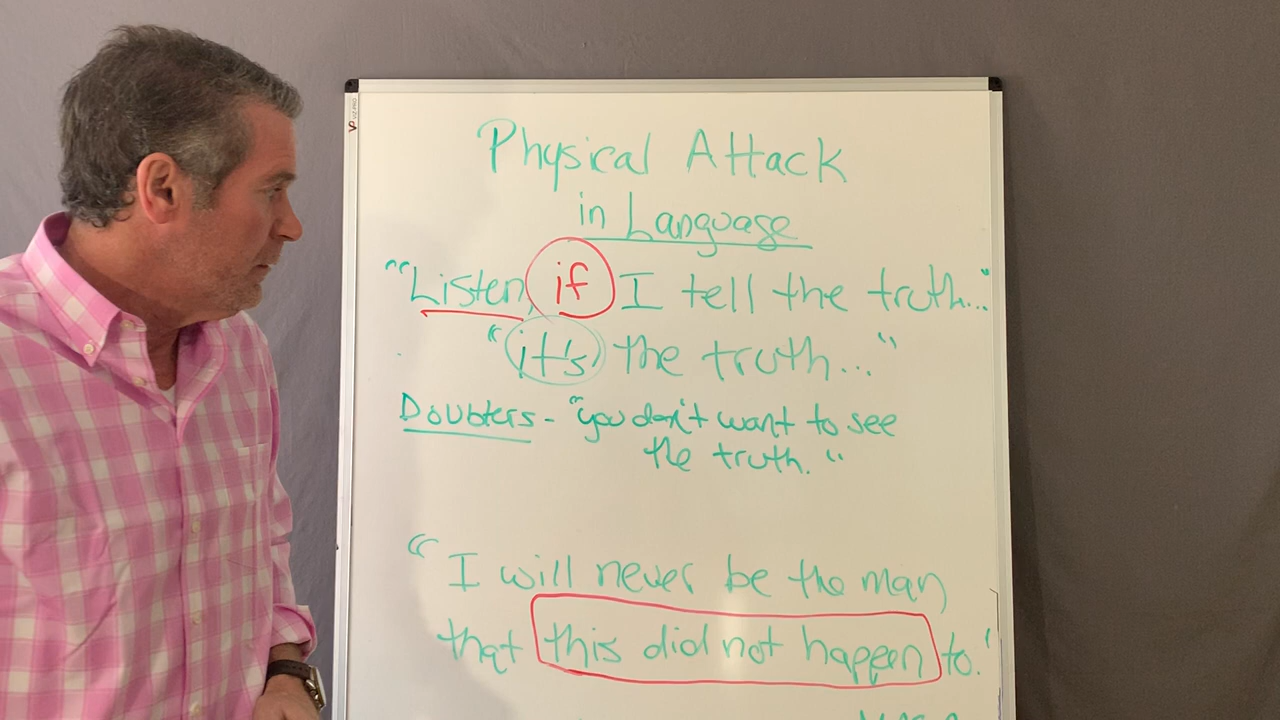 Physical Attack
in Language
"Listen, if I tell the truth..."
"it's the truth..."
Doubters - "you don't want to see
the truth."
"I will never be the man
that this did not happen to."